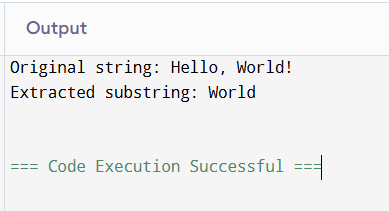 Output
Original string: Hello, World!
Extracted substring: World
=== Code Execution Successful ===